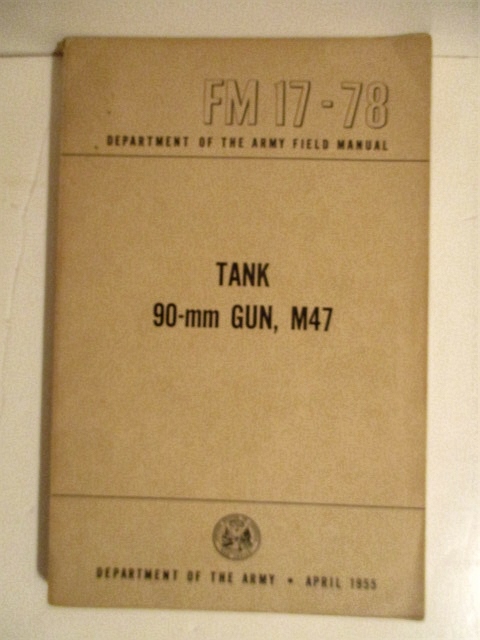 FM 17-78
DEPARTMENT OF THE ARMY FIELD MANUAL
TANK
90-mm GUN, M47
DEPARTMENT OF THE ARMY • APRIL 1955